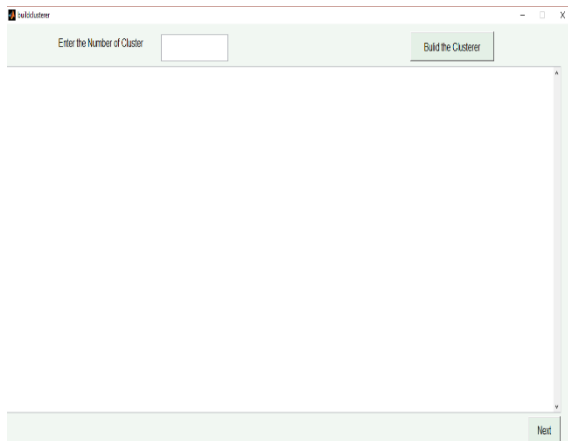 buildclusterer
Enter the Number of Cluster
Build the Clusterer
Next